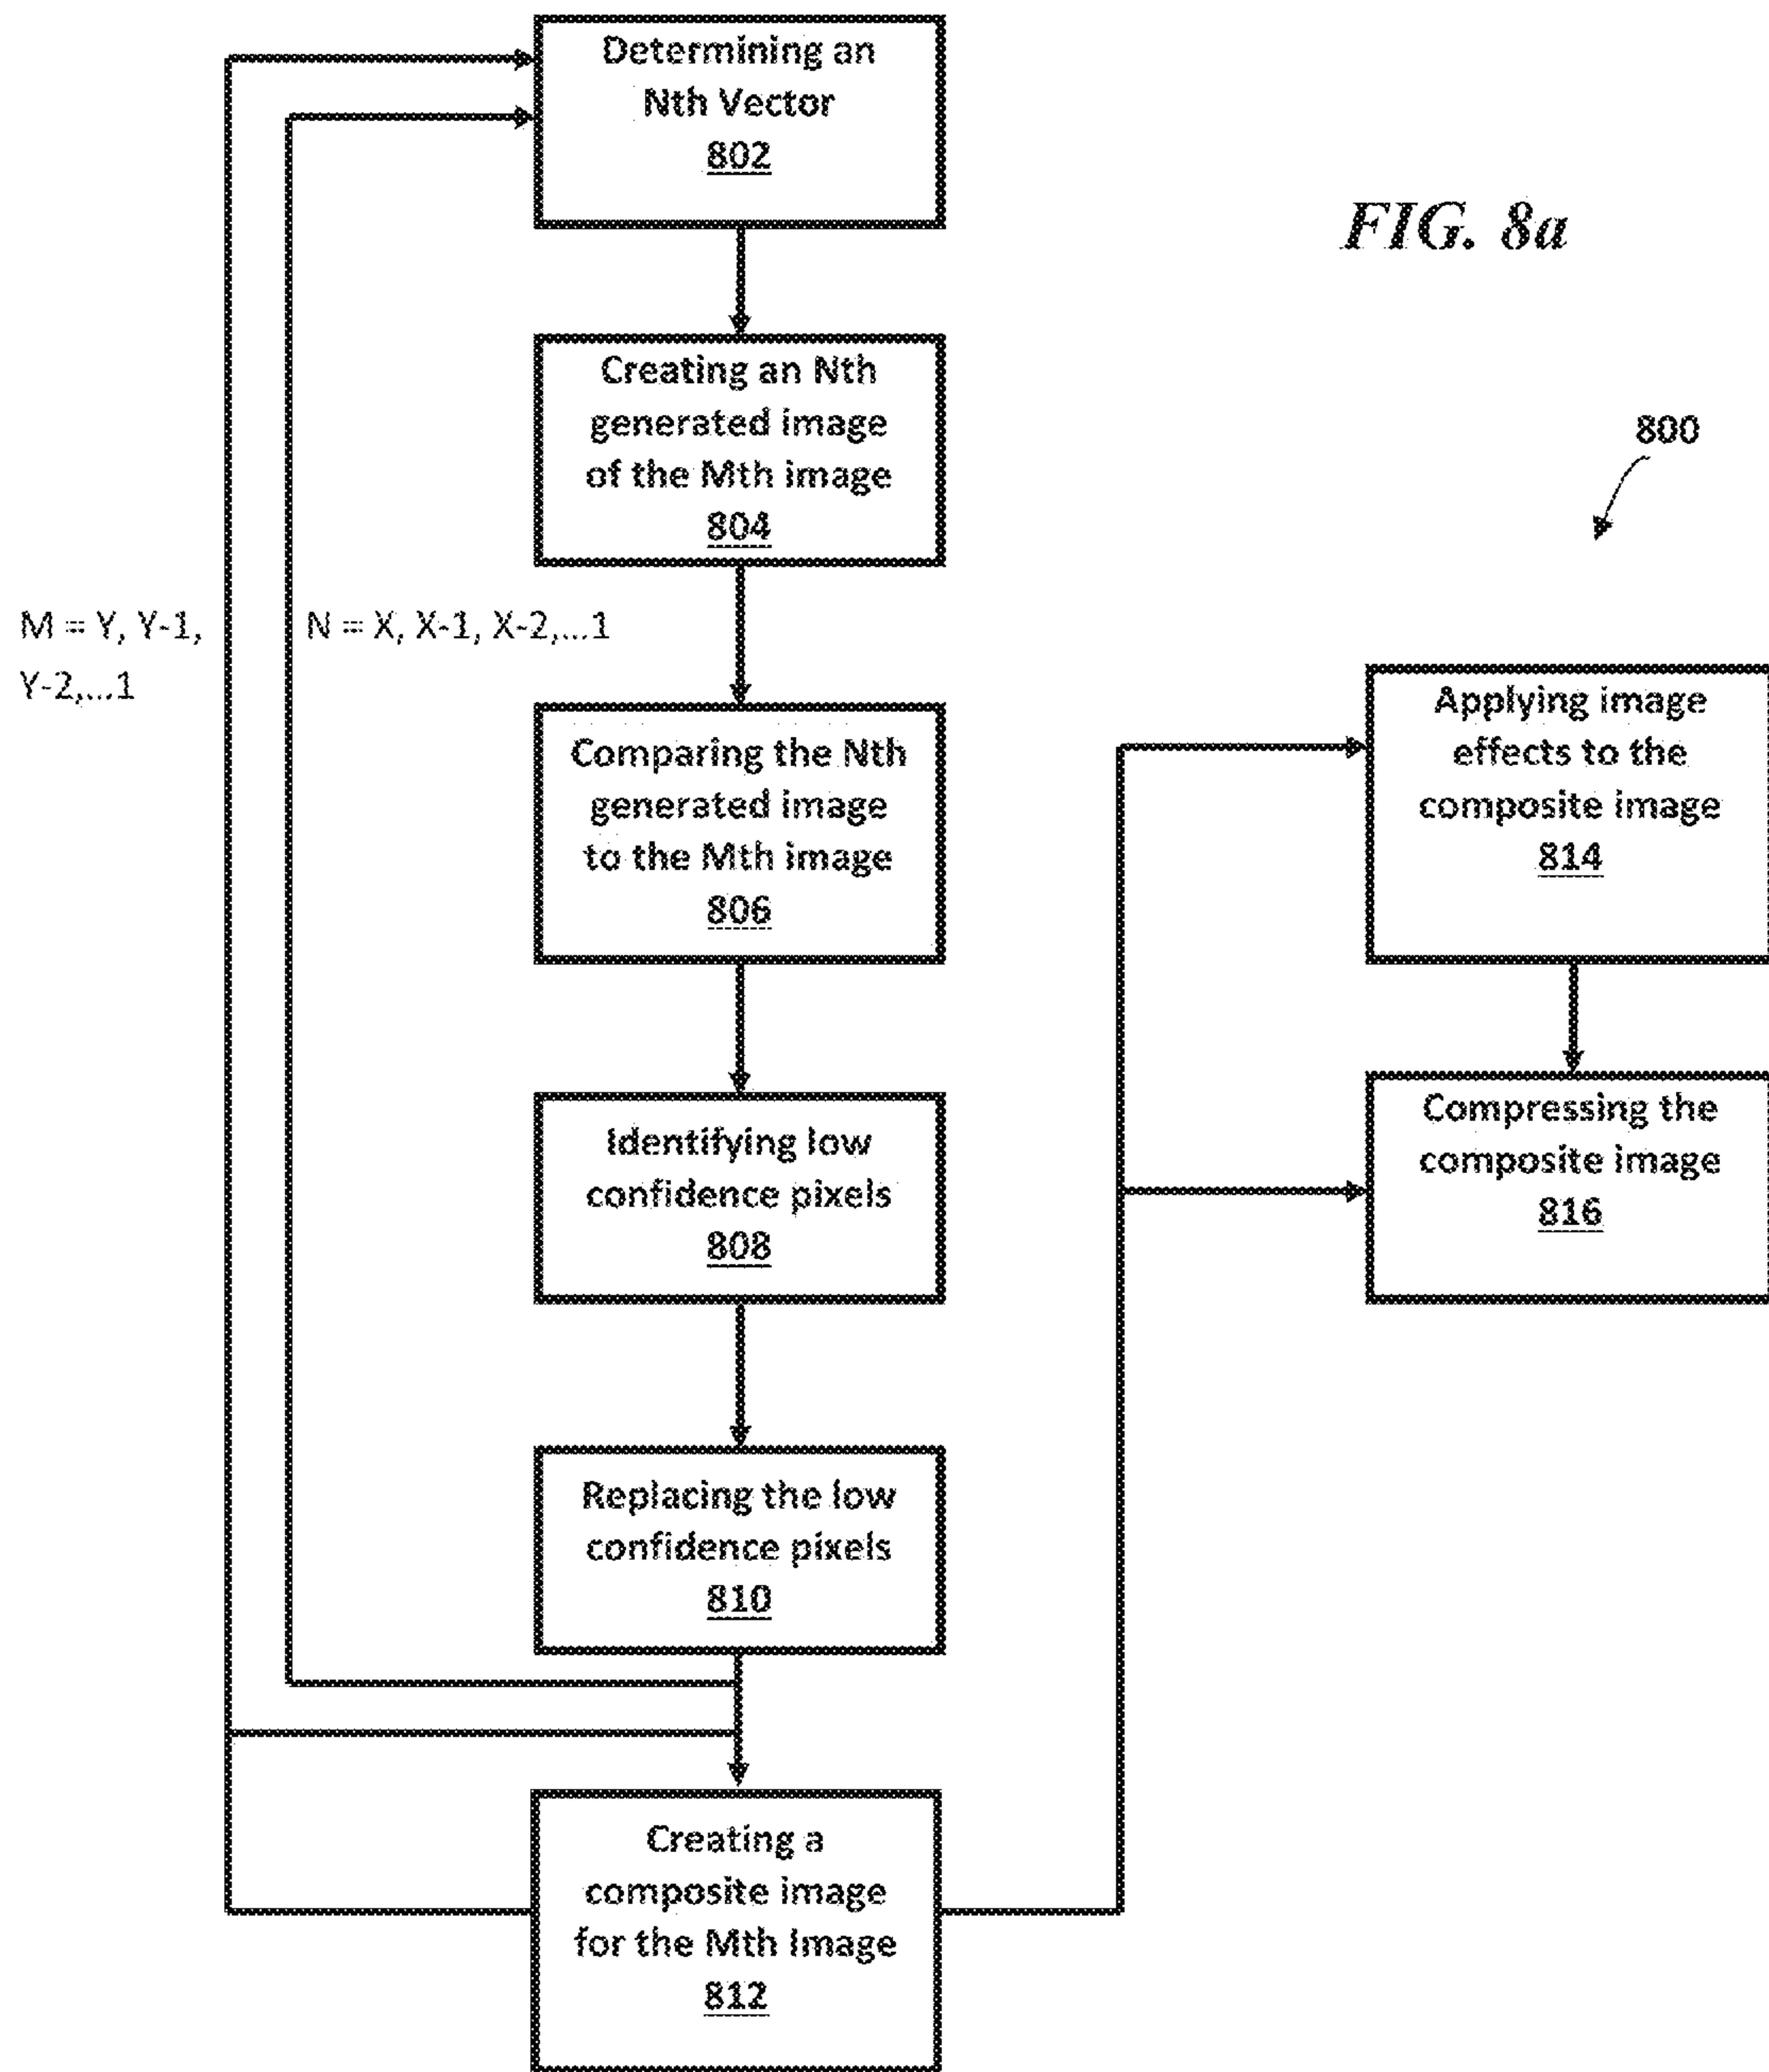 Determining an
Nth Vector
802
FIG. 8a
Creating an Nth
generated image
of the Mth image
804
800
M = Y, Y-1,
Y-2,...1
N = X, X-1, X-2,...1
Comparing the Nth
generated image
to the Mth image
806
Applying image
effects to the
composite image
814
Identifying low
confidence pixels
808
Compressing the
composite image
816
Replacing the low
confidence pixels
810
Creating a
composite image
for the Mth Image
812